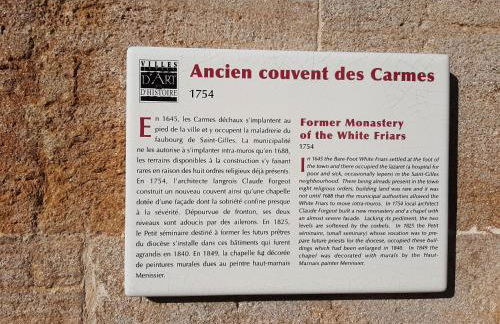 VILLES
D'ART
D'HISTOIRE
Ancien couvent des Carmes
1754
En 1645, les Carmes déchaux s'implantent au
pied de la ville et y occupent la maladrerie du
faubourg de Saint-Gilles. La municipalité
ne les autorise à s'implanter intra-muros qu'en 1688,
les terrains disponibles à la construction s'y faisant
rares en raison des huit ordres religieux déjà présents.
En 1754, l'architecte langrois Claude Forgeot
construit un nouveau couvent ainsi qu'une chapelle
dotée d'une façade dont la sobriété confine presque
à la sévérité. Dépourvue de fronton, ses deux
niveaux sont adoucis par des ailerons. En 1825,
le Petit séminaire destiné à former les futurs prêtres
du diocèse s'installe dans ces bâtiments qui furent
agrandis en 1840. En 1849, la chapelle fut décorée
de peintures murales dues au peintre haut-marnais
Menissier.
Former Monastery
of the White Friars
1754
In 1645 the Bare-Foot White Friars settled at the foot of
the town and there occupied the lazaret (a hospital for
poor and sick, occasionally lepers in the Saint-Gilles
neighbourhood. There being already present in the town
eight religious orders, building land was rare and it was
not until 1688 that the municipal authorities allowed the
White Friars to move intra-muros. In 1754 local architect
Claude Forgeot built a new monastery and a chapel with
an almost severe facade. Lacking its pediment, the two
levels are softened by the corbels. In 1825 the Petit
séminaire, (small seminary) whose vocation was to pre-
pare future priests for the diocese, occupied these buil-
dings which had been enlarged in 1840. In 1849 the
chapel was decorated with murals by the Haut-
Marnais painter Menissier.